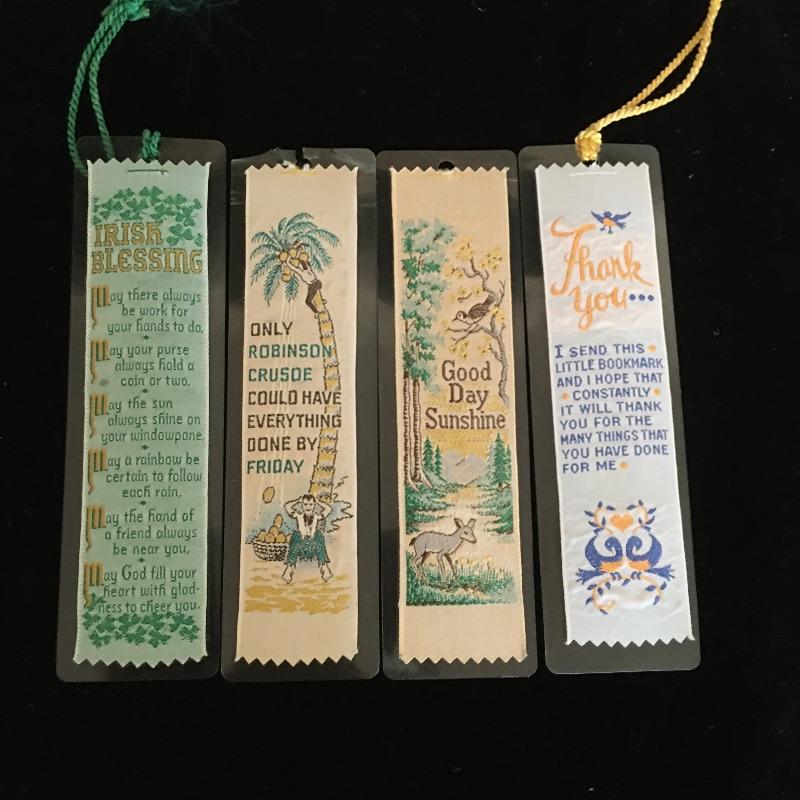 IRISH
BLESSING
May there always
be work for
your hands to do,
May your purse
always hold a
coin or two,
May the sun
always shine on
your windowpane,
May a rainbow be
certain to follow
each rain,
May the hand of
a friend always
be near you,
May God fill your
heart with glad-
ness to cheer you.
ONLY
ROBINSON
CRUSOE
COULD HAVE
EVERYTHING
DONE BY
FRIDAY
Good
Day
Sunshine
Thank
you...
I SEND THIS
LITTLE BOOKMARK
AND I HOPE THAT
CONSTANTLY
IT WILL THANK
YOU FOR THE
MANY THINGS THAT
YOU HAVE DONE
FOR ME